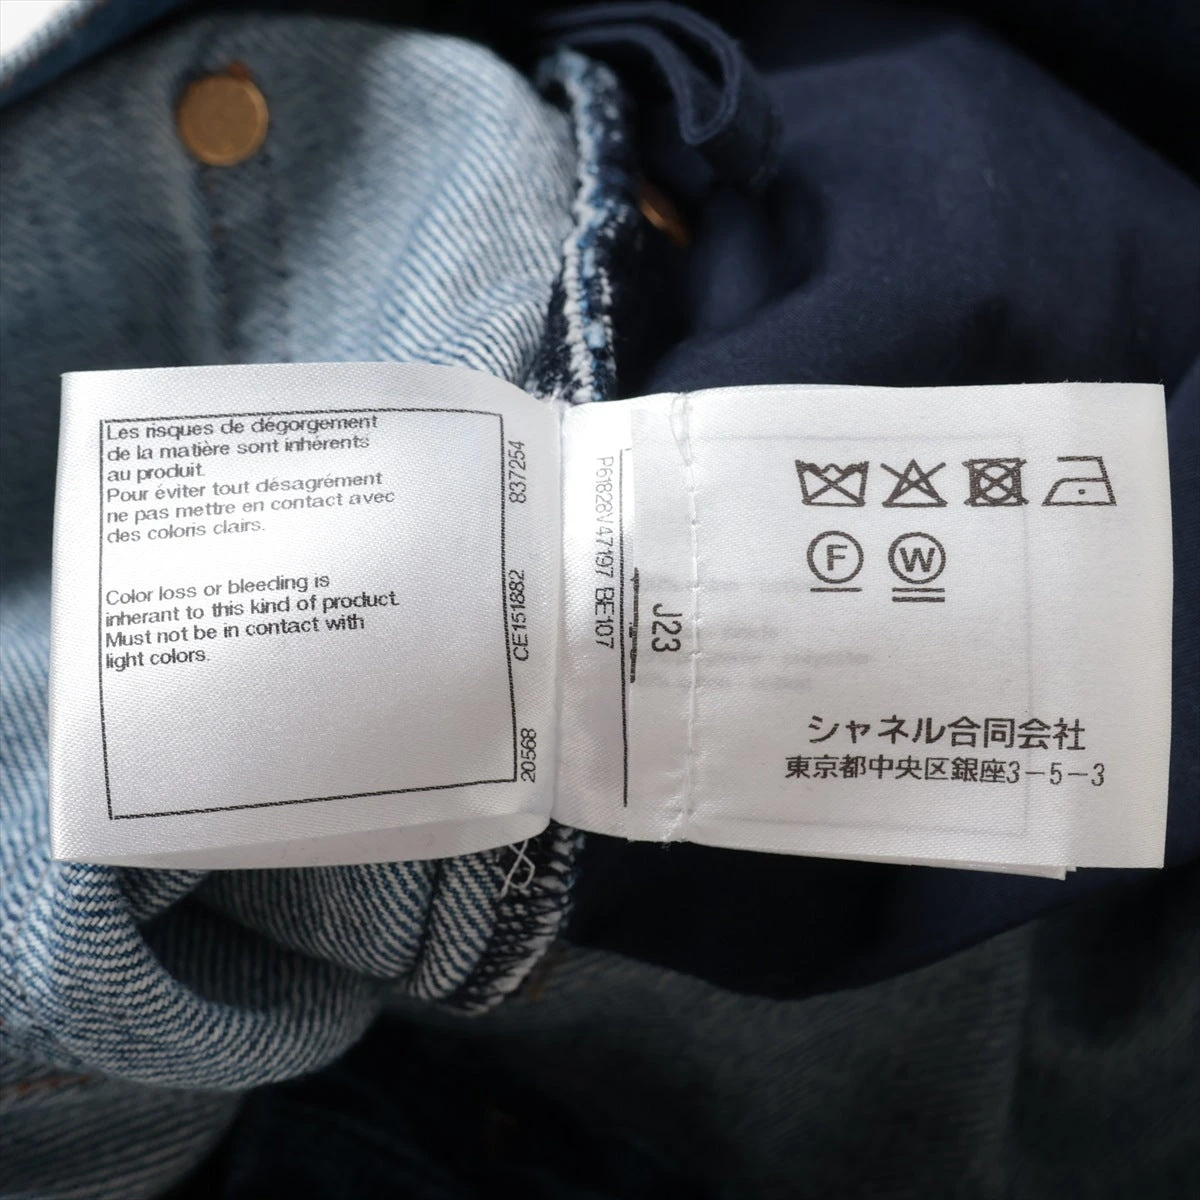 Les risques de dégorgement
de la matière sont inhérents
au produit.
Pour éviter tout désagrément
ne pas mettre en contact avec
des coloris clairs.
Color loss or bleeding is
inherant to this kind of product.
Must not be in contact with
light colors.
20568 CE151882 837254
P61828V47197 BE107
J23
F W
シャネル合同会社
東京都中央区銀座3-5-3